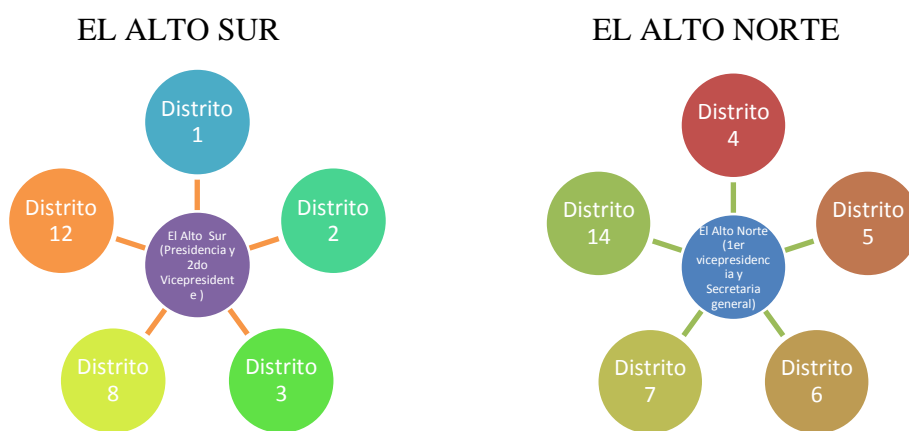 EL ALTO SUR
Distrito
1
Distrito
12
Distrito
2
El Alto Sur
(Presidencia y
2do
Vicepresident
e )
Distrito
8
Distrito
3
EL ALTO NORTE
Distrito
4
Distrito
14
Distrito
5
El Alto Norte
(1er
vicepresidenc
ia y
Secretaria
general)
Distrito
7
Distrito
6